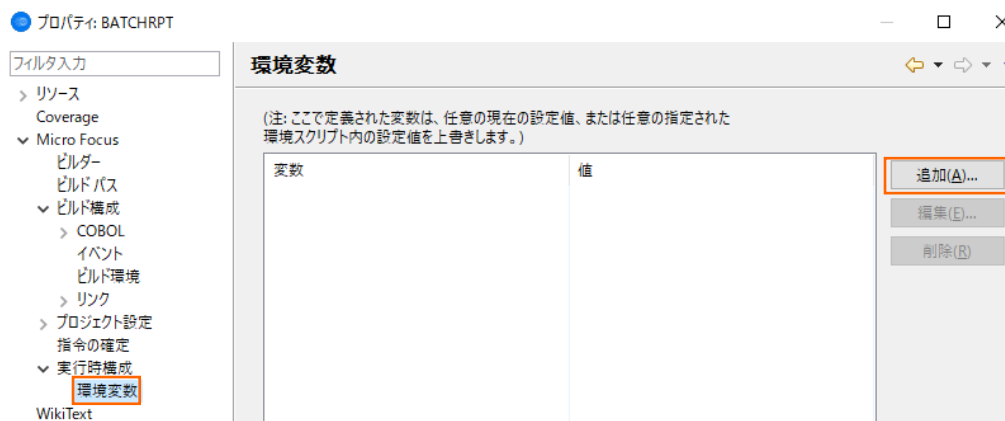 プロパティ: BATCHRPT
フィルタ入力
リソース
Coverage
Micro Focus
ビルダー
ビルド パス
ビルド構成
COBOL
イベント
ビルド環境
リンク
プロジェクト設定
指令の確定
実行時構成
環境変数
WikiText
環境変数
(注: ここで定義された変数は、任意の現在の設定値、または任意の指定された
環境スクリプト内の設定値を上書きします。)
変数 値
追加(A)...
編集(E)...
削除(R)